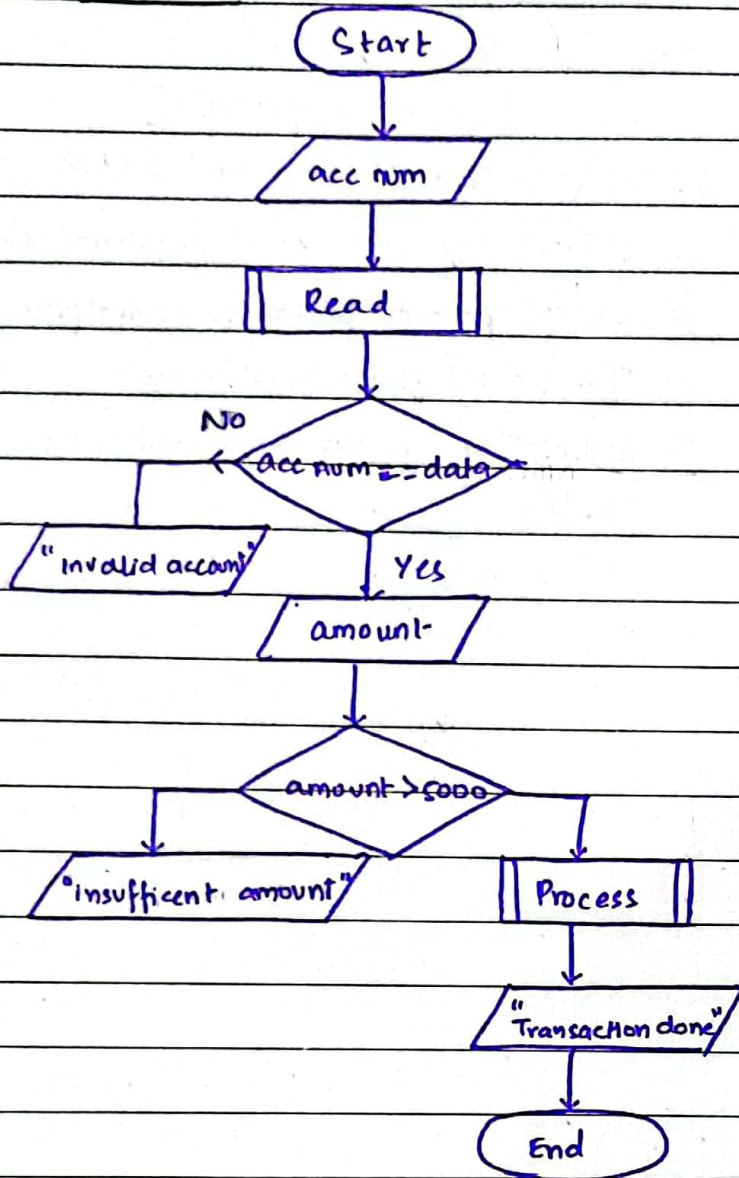 Start
acc num
Read
No
acc num == data
"invalid account"
Yes
amount
amount > 5000
"insufficent amount"
Process
"Transaction done"
End